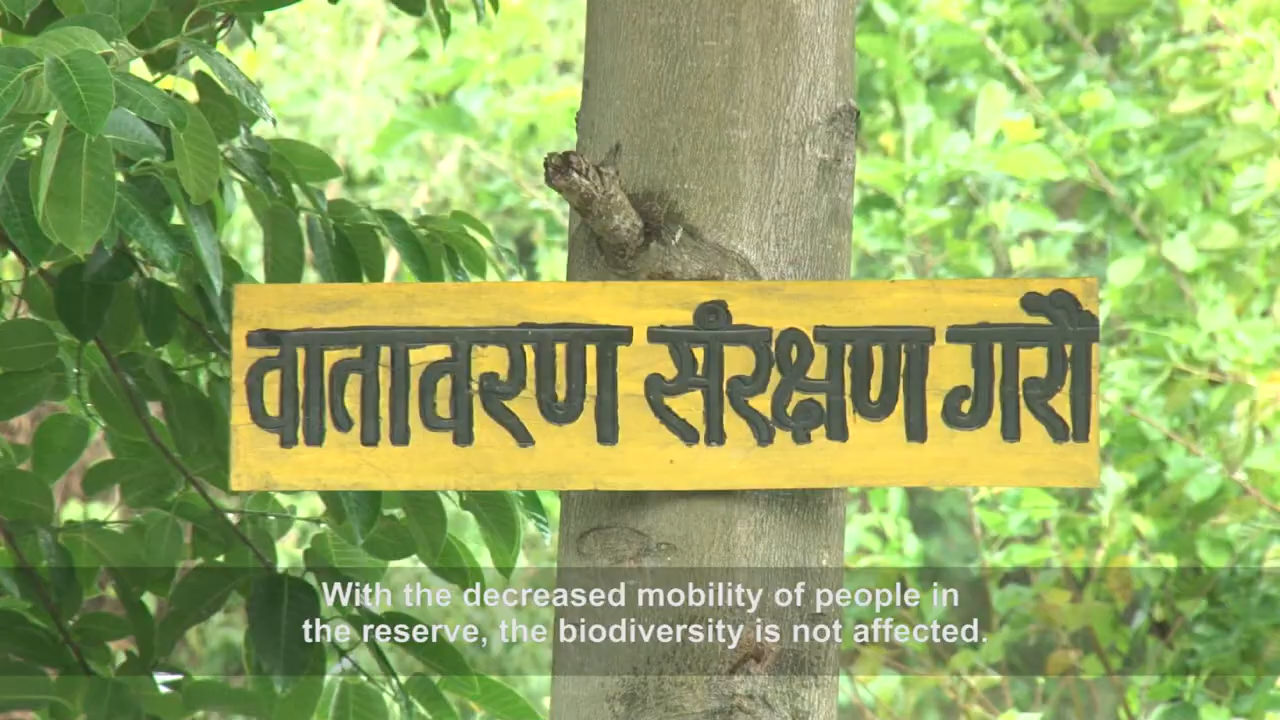 वातावरण संरक्षण गरौं
With the decreased mobility of people in
the reserve, the biodiversity is not affected.